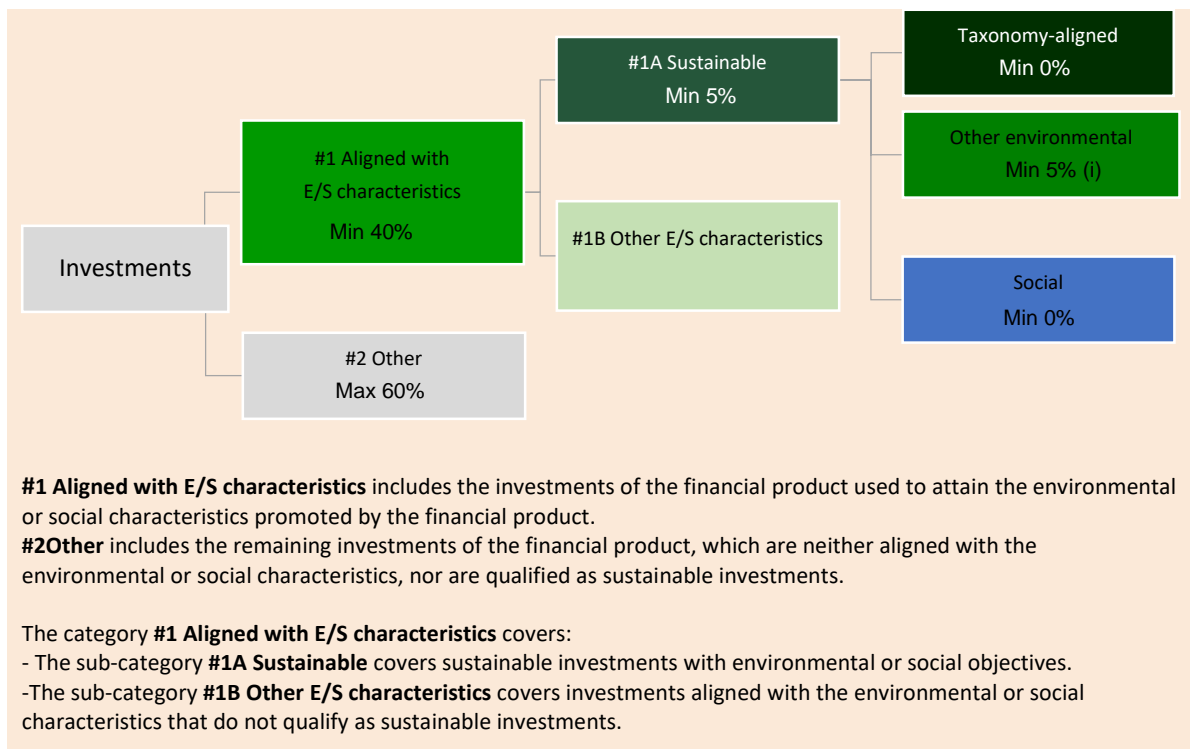 Taxonomy-aligned
Min 0%
#1A Sustainable
Min 5%
Other environmental
Min 5% (i)
#1 Aligned with
E/S characteristics
Min 40%
#1B Other E/S characteristics
Investments
Social
Min 0%
#2 Other
Max 60%
#1 Aligned with E/S characteristics includes the investments of the financial product used to attain the environmental
or social characteristics promoted by the financial product.
#2Other includes the remaining investments of the financial product, which are neither aligned with the
environmental or social characteristics, nor are qualified as sustainable investments.
The category #1 Aligned with E/S characteristics covers:
- The sub-category #1A Sustainable covers sustainable investments with environmental or social objectives.
-The sub-category #1B Other E/S characteristics covers investments aligned with the environmental or social
characteristics that do not qualify as sustainable investments.